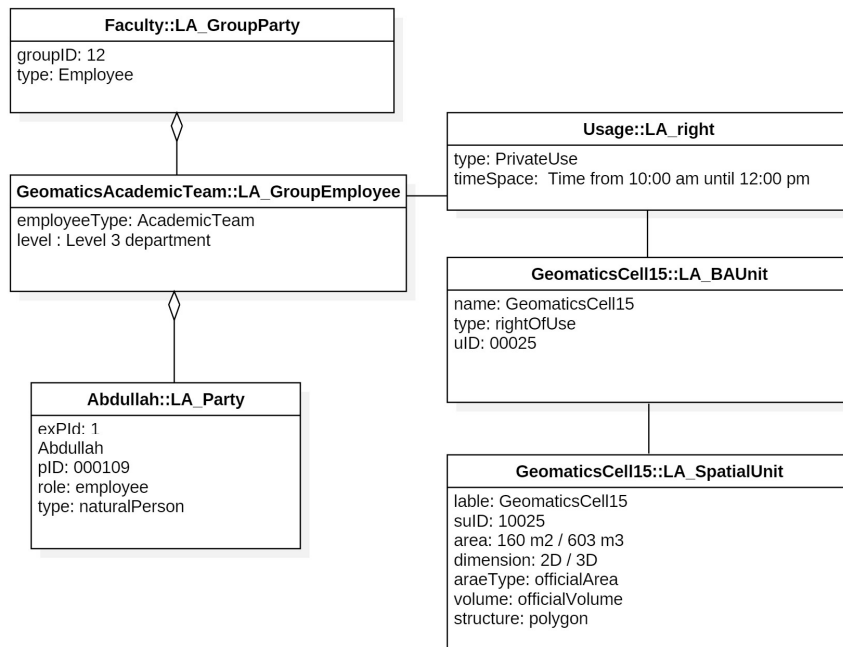 Faculty::LA_GroupParty
groupID: 12
type: Employee
GeomaticsAcademicTeam::LA_GroupEmployee
employeeType: AcademicTeam
level : Level 3 department
Abdullah::LA_Party
exPId: 1
Abdullah
pID: 000109
role: employee
type: naturalPerson
Usage::LA_right
type: PrivateUse
timeSpace:  Time from 10:00 am until 12:00 pm
GeomaticsCell15::LA_BAUnit
name: GeomaticsCell15
type: rightOfUse
uID: 00025
GeomaticsCell15::LA_SpatialUnit
lable: GeomaticsCell15
suID: 10025
area: 160 m2 / 603 m3
dimension: 2D / 3D
araeType: officialArea
volume: officialVolume
structure: polygon